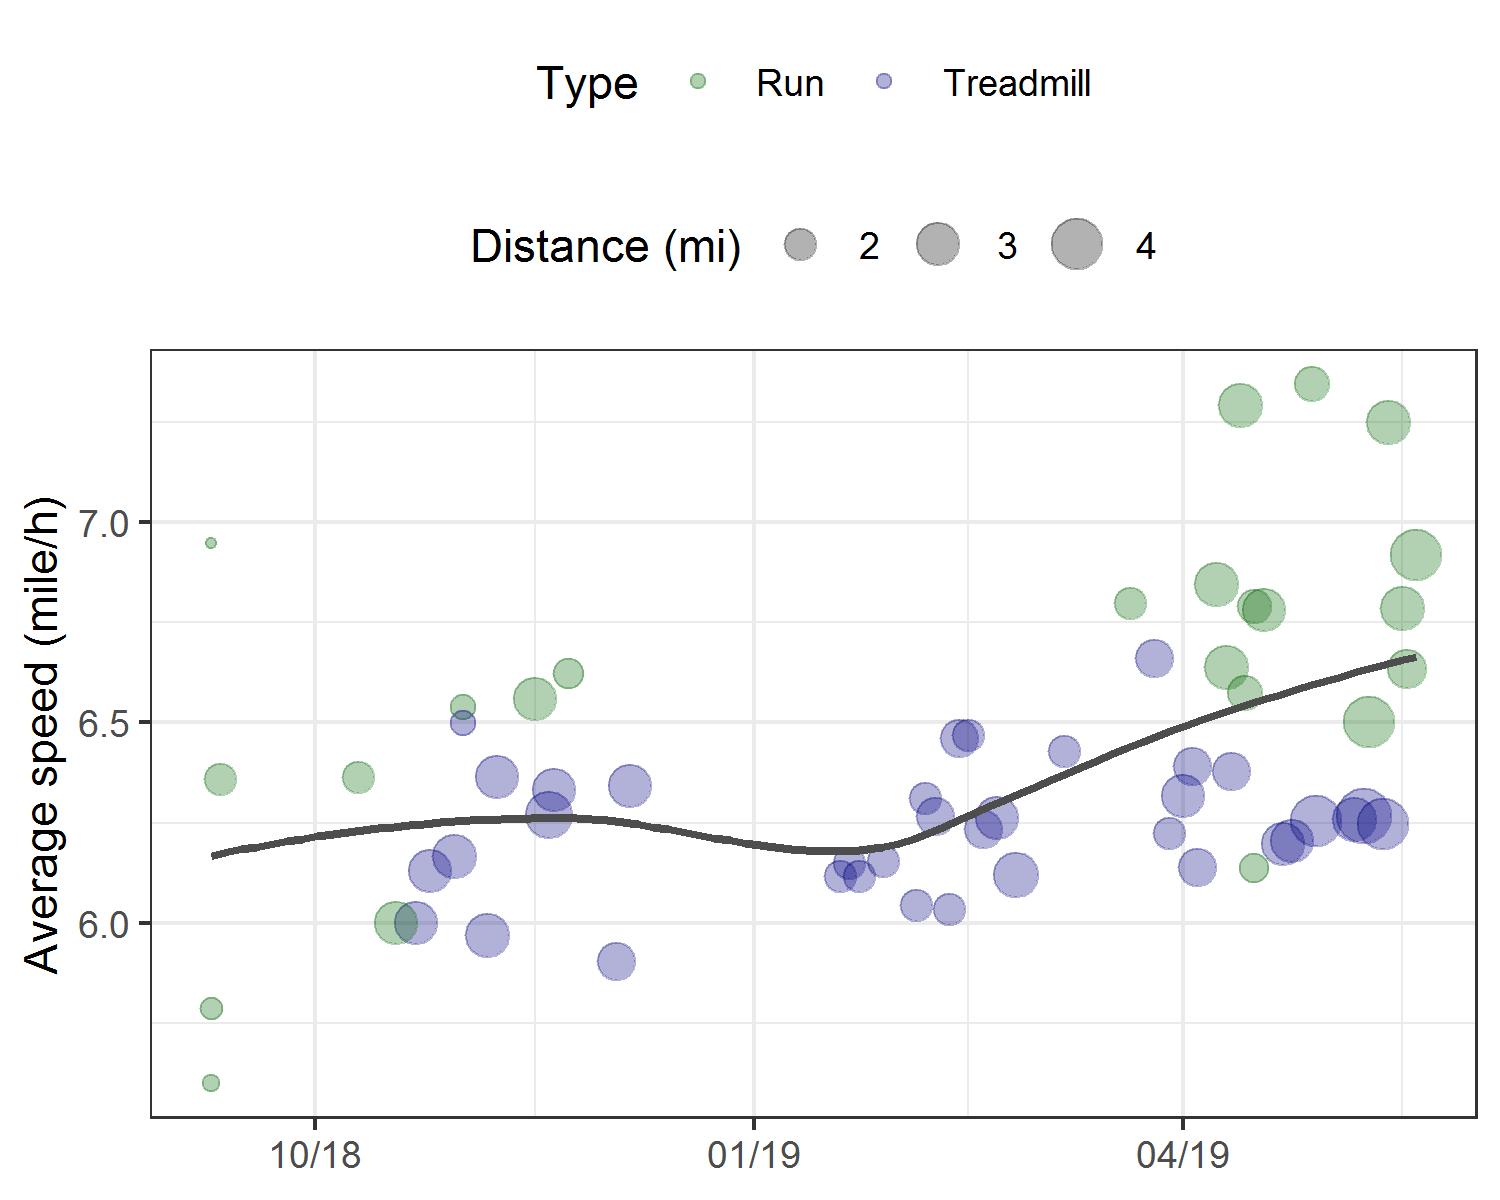 Type Run Treadmill
Distance (mi) 2 3 4
Average speed (mile/h)
7.0
6.5
6.0
10/18 01/19 04/19